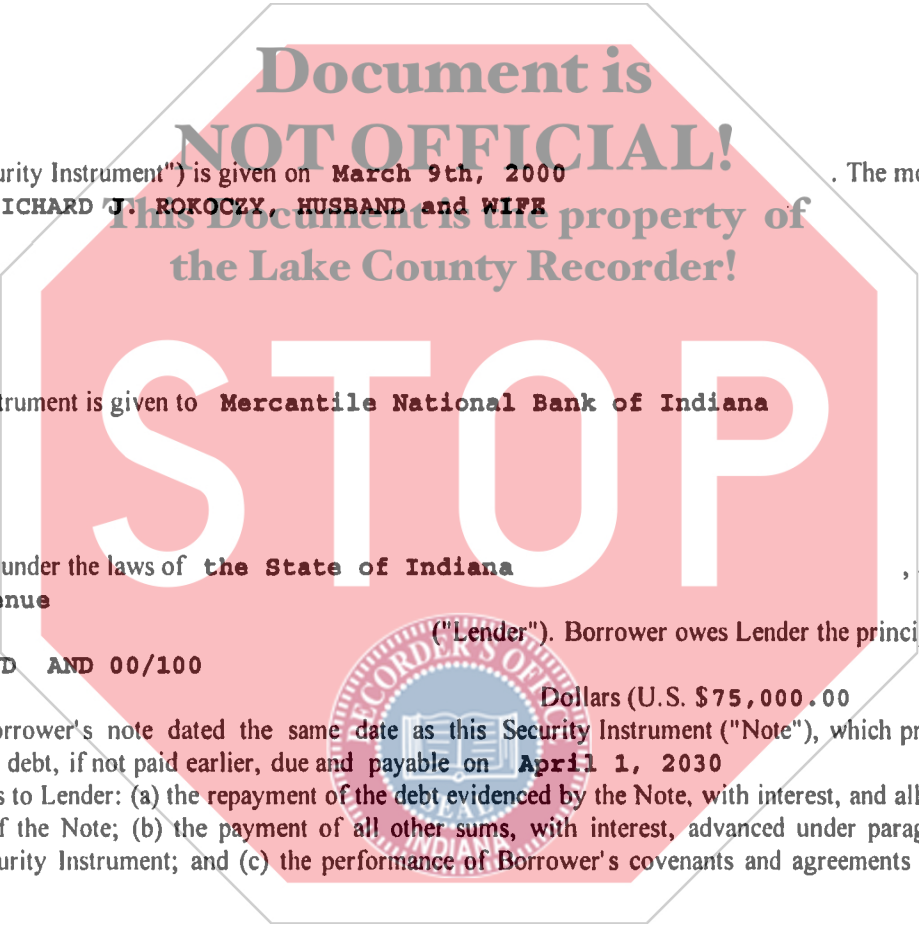 Document is
NOT OFFICIAL!
urity Instrument") is given on March 9th, 2000 . The mo
ICHARD J. ROKOCZY, HUSBAND and WIFE
This Document is the property of
the Lake County Recorder!
STOP
trument is given to Mercantile National Bank of Indiana
under the laws of the State of Indiana ,
enue
("Lender"). Borrower owes Lender the princi
D AND 00/100
Dollars (U.S. $75,000.00
orrower's note dated the same date as this Security Instrument ("Note"), which pr
debt, if not paid earlier, due and payable on April 1, 2030
s to Lender: (a) the repayment of the debt evidenced by the Note, with interest, and all
f the Note; (b) the payment of all other sums, with interest, advanced under parag
urity Instrument; and (c) the performance of Borrower's covenants and agreements
RECORDER'S OFFICE
SEAL
INDIANA